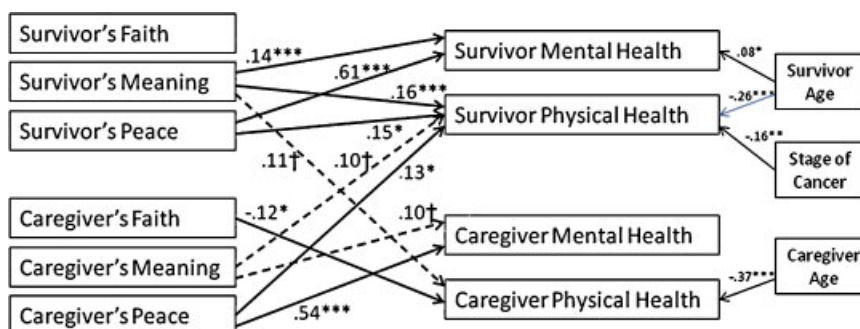 Survivor's Faith
Survivor's Meaning
Survivor's Peace
Caregiver's Faith
Caregiver's Meaning
Caregiver's Peace
.14***
.61***
.16***
.15*
.11†
.10†
.13*
-.12*
.10†
.54***
Survivor Mental Health
Survivor Physical Health
Caregiver Mental Health
Caregiver Physical Health
.08*
-.26***
-.16**
-.37***
Survivor
Age
Stage of
Cancer
Caregiver
Age